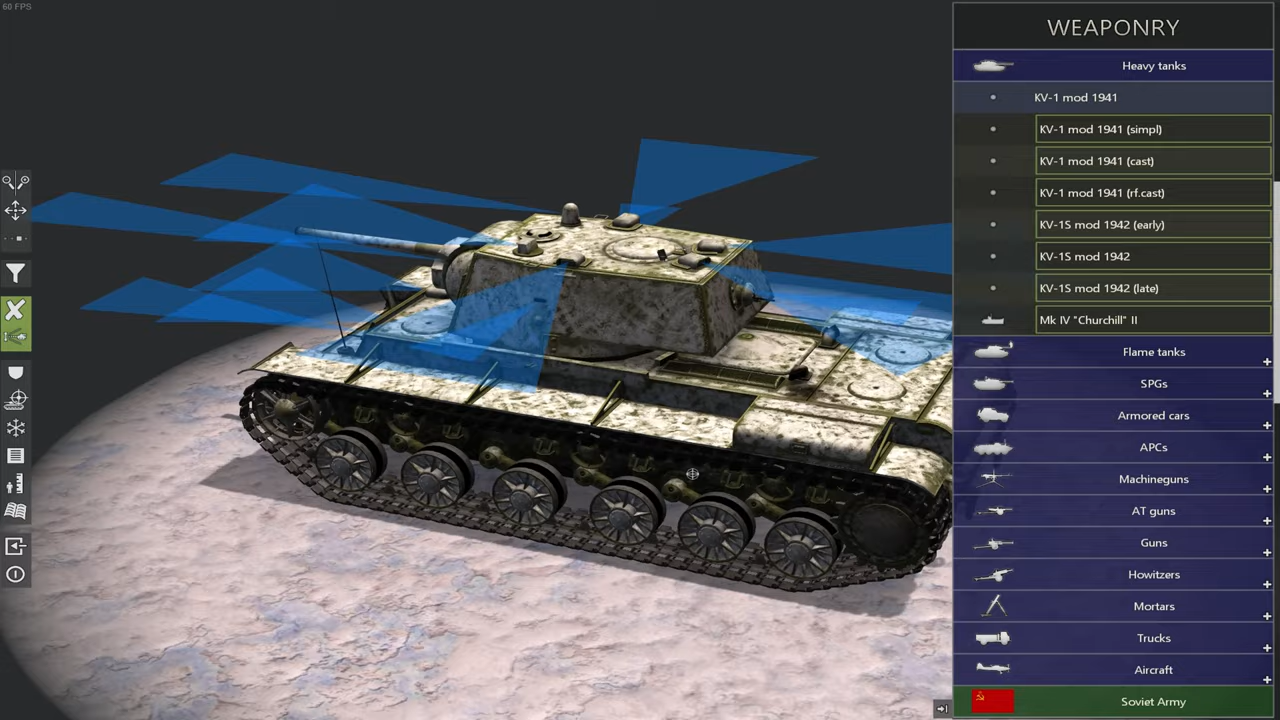 60 FPS
WEAPONRY
Heavy tanks
KV-1 mod 1941
KV-1 mod 1941 (simpl)
KV-1 mod 1941 (cast)
KV-1 mod 1941 (rf.cast)
KV-1S mod 1942 (early)
KV-1S mod 1942
KV-1S mod 1942 (late)
Mk IV "Churchill" II
Flame tanks
SPGs
Armored cars
APCs
Machineguns
AT guns
Guns
Howitzers
Mortars
Trucks
Aircraft
Soviet Army